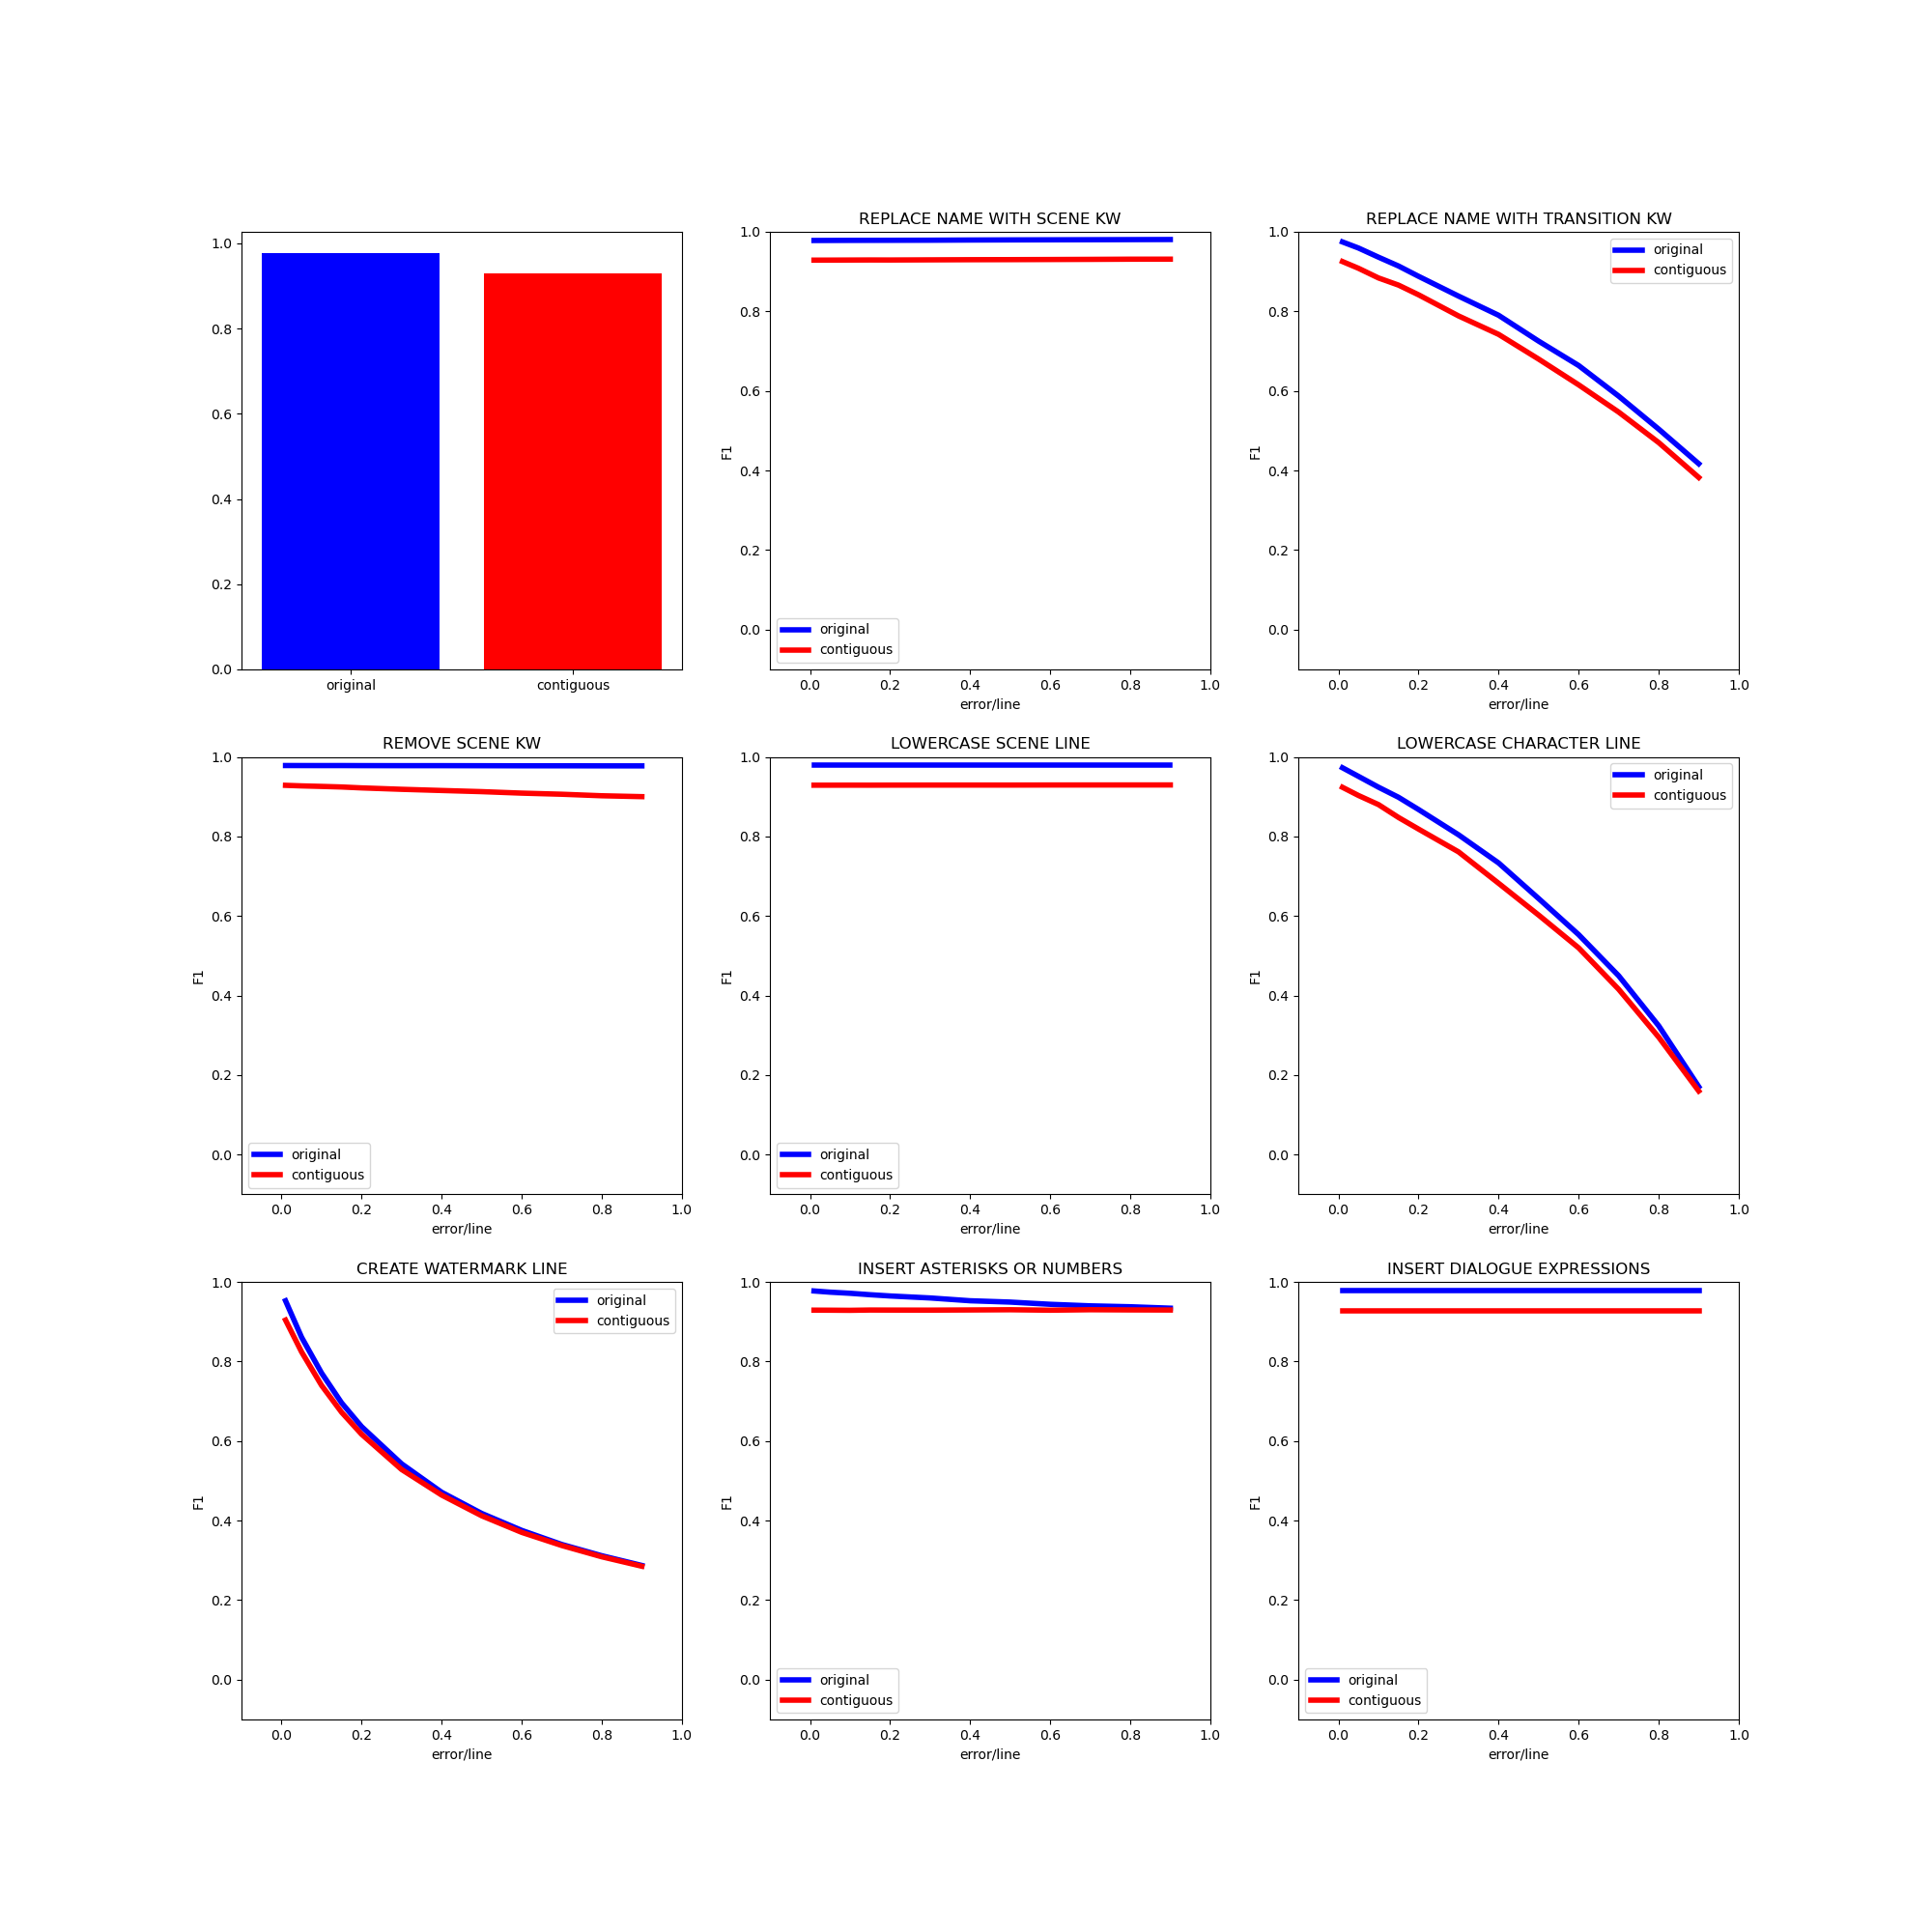 1.0
0.8
0.6
0.4
0.2
0.0
original contiguous
REPLACE NAME WITH SCENE KW
1.0
0.8
0.6
0.4
0.2
0.0
F1
original
contiguous
0.0 0.2 0.4 0.6 0.8 1.0
error/line
REPLACE NAME WITH TRANSITION KW
1.0
0.8
0.6
0.4
0.2
0.0
F1
original
contiguous
0.0 0.2 0.4 0.6 0.8 1.0
error/line
REMOVE SCENE KW
1.0
0.8
0.6
0.4
0.2
0.0
F1
original
contiguous
0.0 0.2 0.4 0.6 0.8 1.0
error/line
LOWERCASE SCENE LINE
1.0
0.8
0.6
0.4
0.2
0.0
F1
original
contiguous
0.0 0.2 0.4 0.6 0.8 1.0
error/line
LOWERCASE CHARACTER LINE
1.0
0.8
0.6
0.4
0.2
0.0
F1
original
contiguous
0.0 0.2 0.4 0.6 0.8 1.0
error/line
CREATE WATERMARK LINE
1.0
0.8
0.6
0.4
0.2
0.0
F1
original
contiguous
0.0 0.2 0.4 0.6 0.8 1.0
error/line
INSERT ASTERISKS OR NUMBERS
1.0
0.8
0.6
0.4
0.2
0.0
F1
original
contiguous
0.0 0.2 0.4 0.6 0.8 1.0
error/line
INSERT DIALOGUE EXPRESSIONS
1.0
0.8
0.6
0.4
0.2
0.0
F1
original
contiguous
0.0 0.2 0.4 0.6 0.8 1.0
error/line